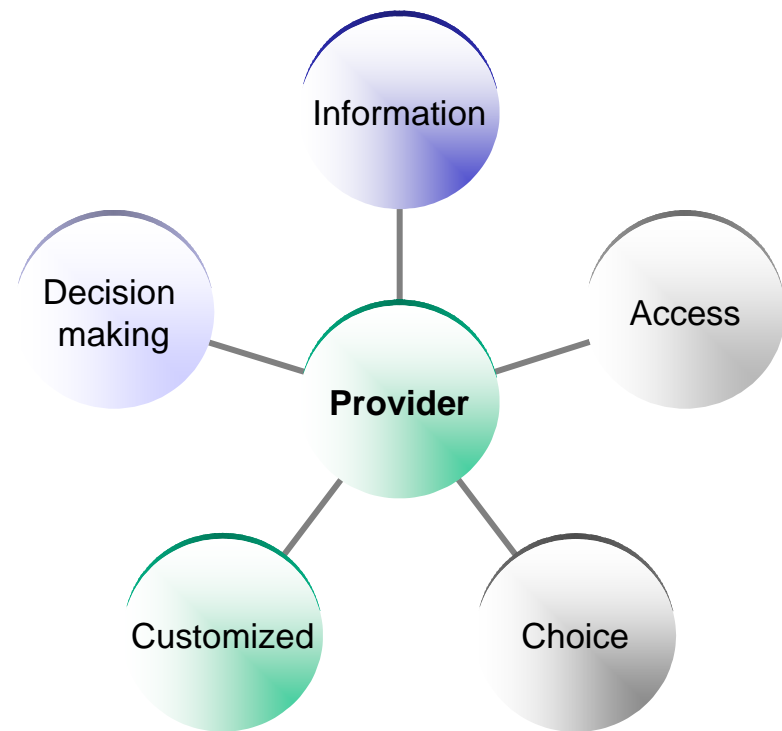 Information
Decision
making
Access
Provider
Customized
Choice